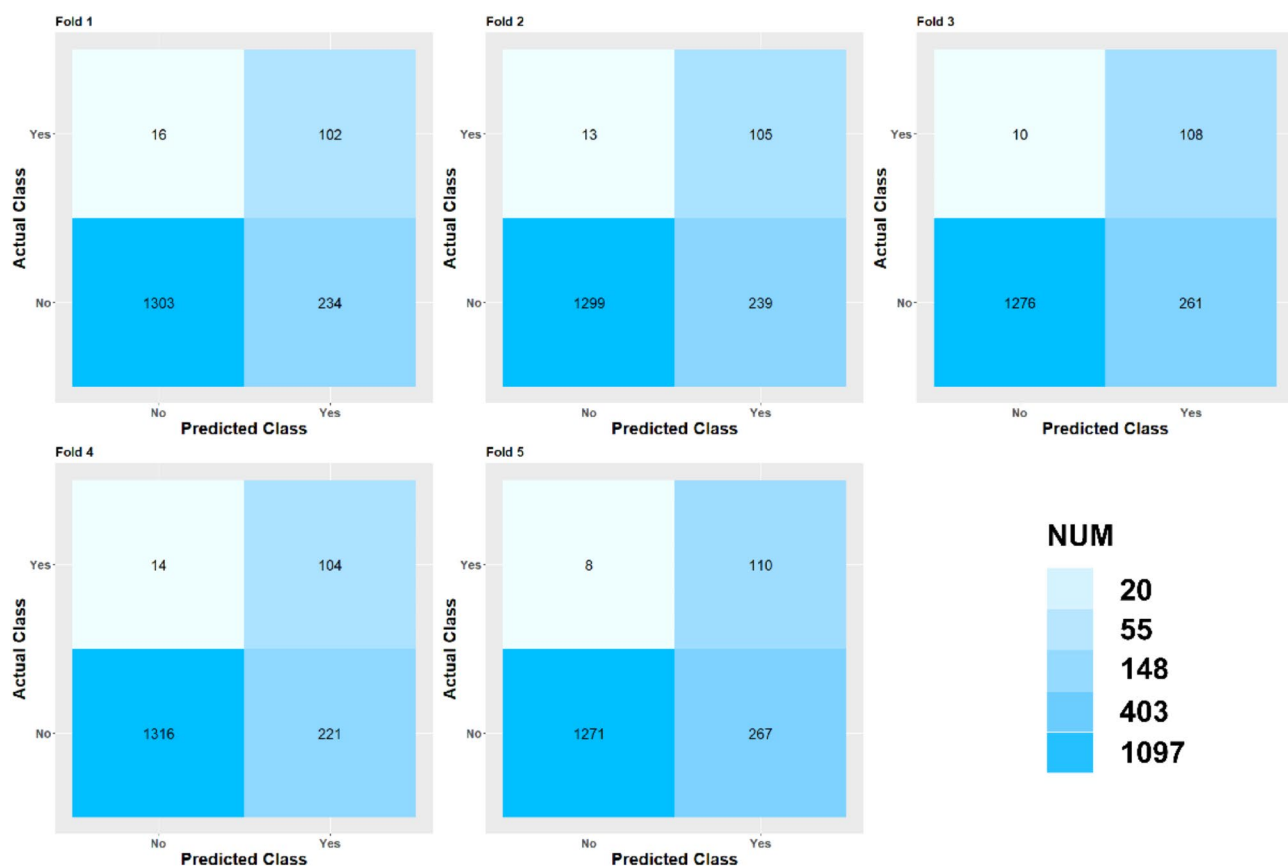 Fold 1
Yes
16
102
Actual Class
No
1303
234
No
Yes
Predicted Class
Fold 2
Yes
13
105
Actual Class
No
1299
239
No
Yes
Predicted Class
Fold 3
Yes
10
108
Actual Class
No
1276
261
No
Yes
Predicted Class
Fold 4
Yes
14
104
Actual Class
No
1316
221
No
Yes
Predicted Class
Fold 5
Yes
8
110
Actual Class
No
1271
267
No
Yes
Predicted Class
NUM
20
55
148
403
1097